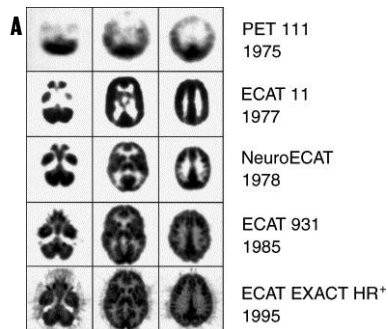 A
PET 111
1975
ECAT 11
1977
NeuroECAT
1978
ECAT 931
1985
ECAT EXACT HR+
1995